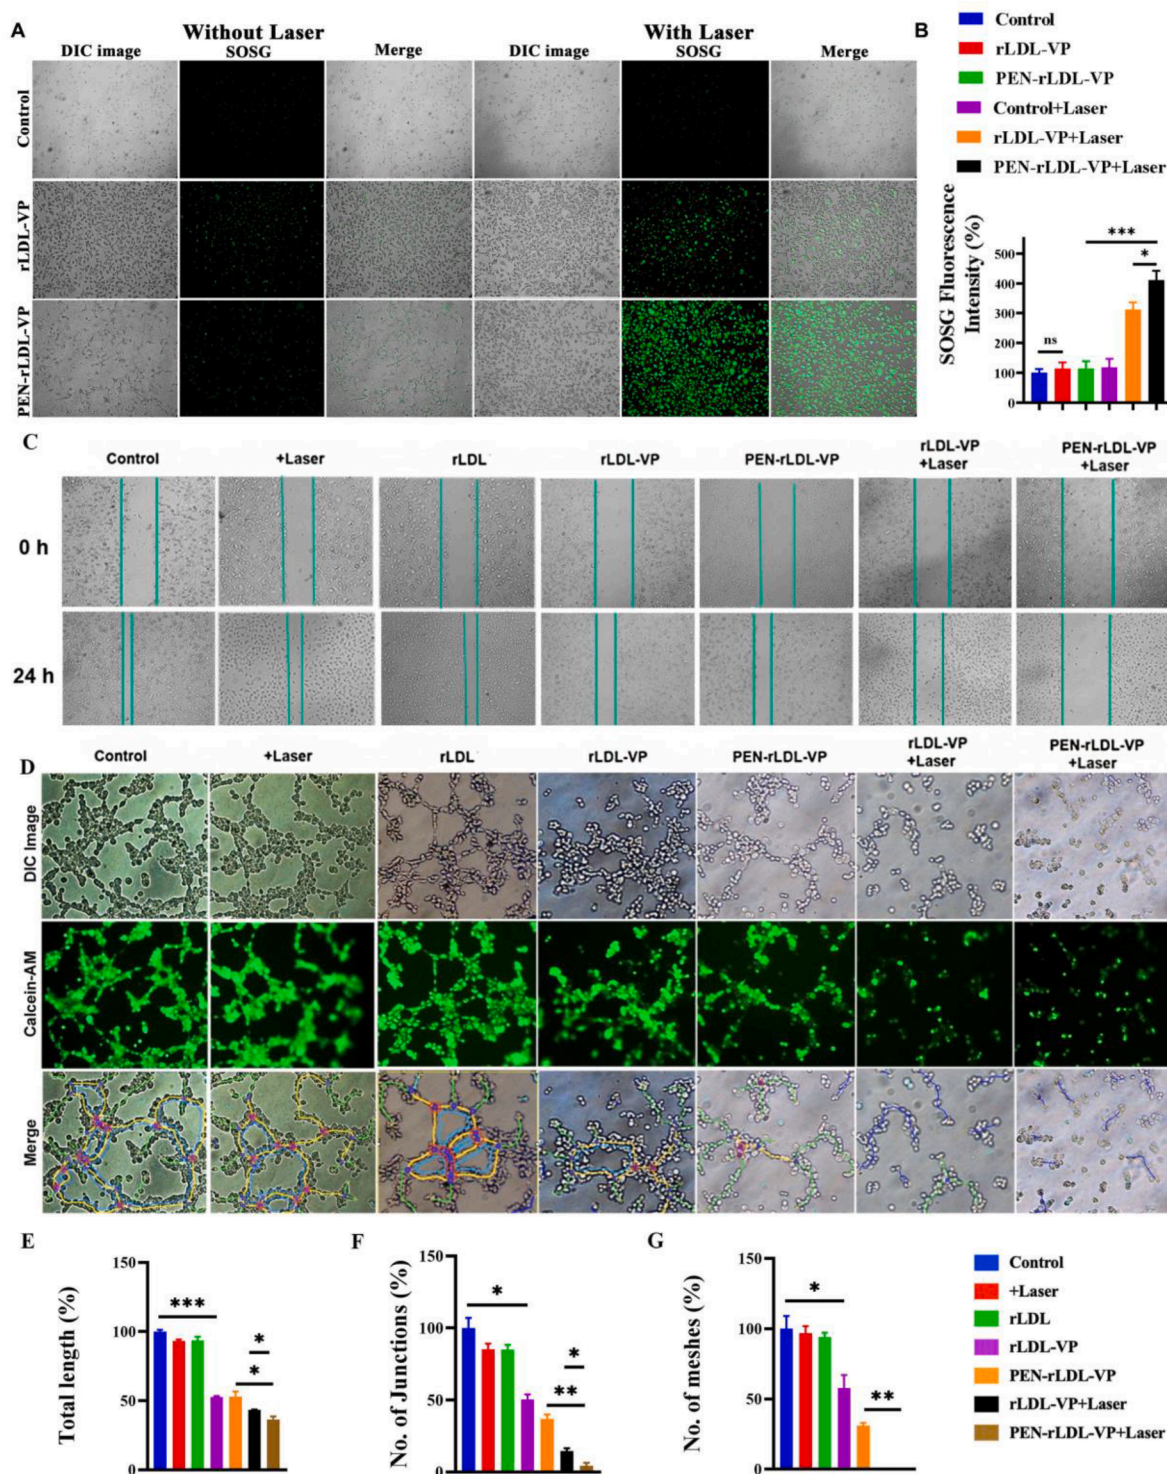 A
Without Laser
With Laser
DIC image
SOSG
Merge
DIC image
SOSG
Merge
Control
rLDL-VP
PEN-rLDL-VP
B
Control
rLDL-VP
PEN-rLDL-VP
Control+Laser
rLDL-VP+Laser
PEN-rLDL-VP+Laser
SOSG Fluorescence
Intensity (%)
500
400
300
200
100
0
ns
***
*
C
Control
+Laser
rLDL
rLDL-VP
PEN-rLDL-VP
rLDL-VP
+Laser
PEN-rLDL-VP
+Laser
0 h
24 h
D
Control
+Laser
rLDL
rLDL-VP
PEN-rLDL-VP
rLDL-VP
+Laser
PEN-rLDL-VP
+Laser
DIC Image
Calcein-AM
Merge
E
Total length (%)
150
100
50
0
***
*
*
F
No. of Junctions (%)
150
100
50
0
*
*
**
G
No. of meshes (%)
150
100
50
0
*
**
Control
+Laser
rLDL
rLDL-VP
PEN-rLDL-VP
rLDL-VP+Laser
PEN-rLDL-VP+Laser